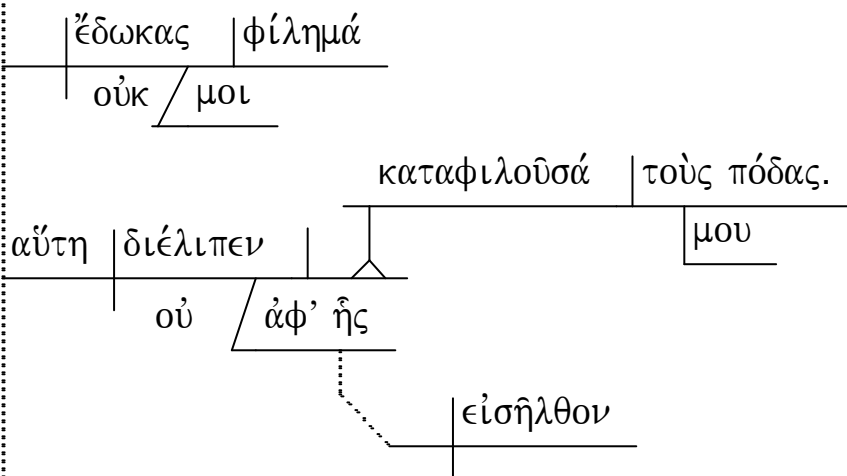 ἔδωκας φίλημά
οὐκ μοι
καταφιλοῦσά τοὺς πόδας.
μου
αὕτη διέλιπεν
οὐ ἀφ’ ἧς
εἰσῆλθον